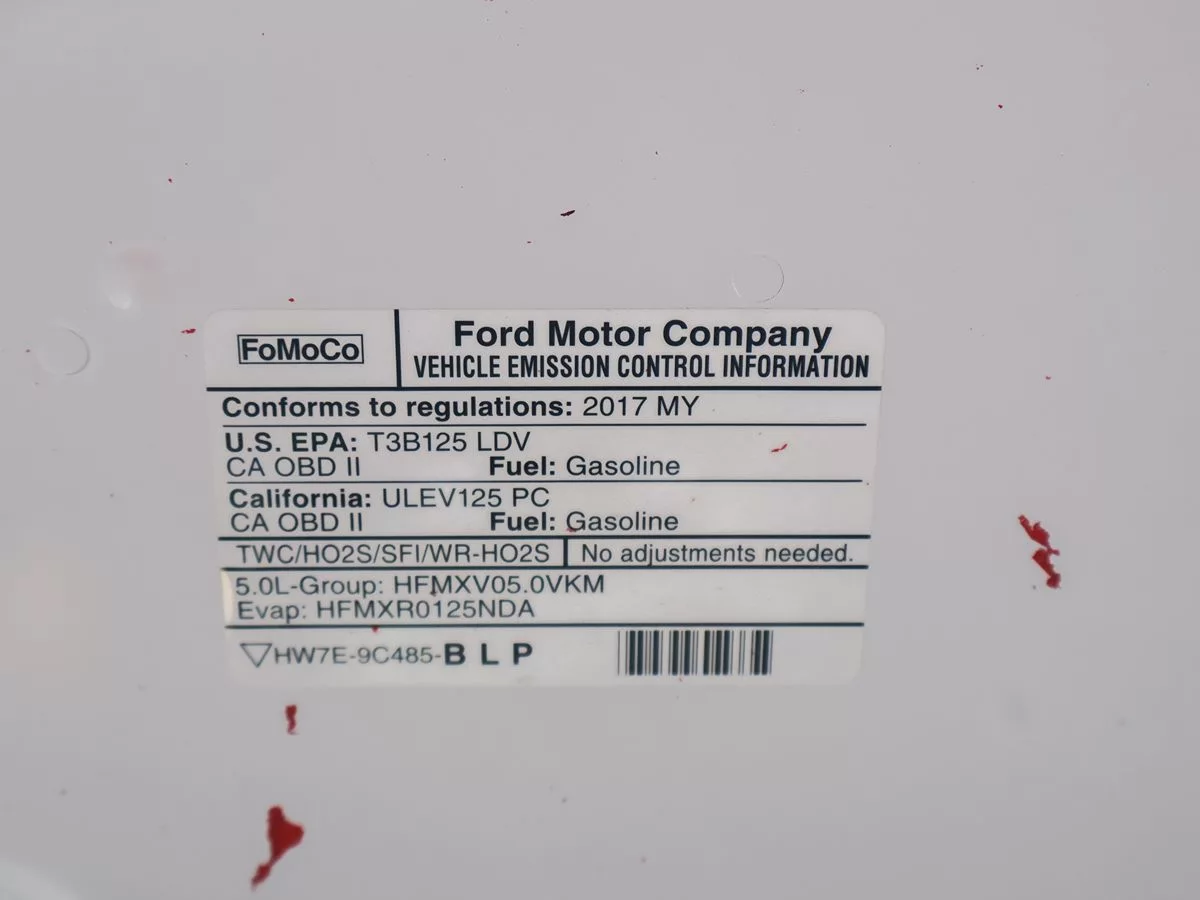 FoMoCo
Ford Motor Company
VEHICLE EMISSION CONTROL INFORMATION
Conforms to regulations: 2017 MY
U.S. EPA: T3B125 LDV
CA OBD II Fuel: Gasoline
California: ULEV125 PC
CA OBD II Fuel: Gasoline
TWC/HO2S/SFI/WR-HO2S No adjustments needed.
5.0L-Group: HFMXV05.0VKM
Evap: HFMXR0125NDA
HW7E-9C485-B L P